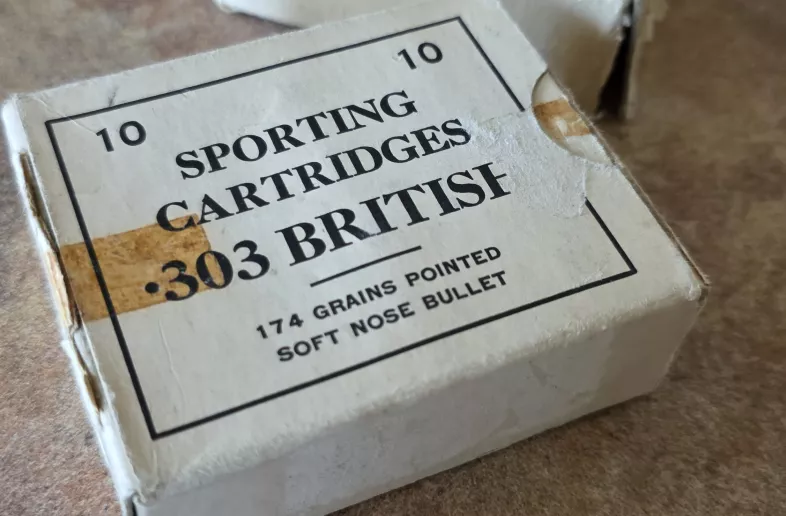 10
10
SPORTING
CARTRIDGES
.303 BRITISH
174 GRAINS POINTED
SOFT NOSE BULLET